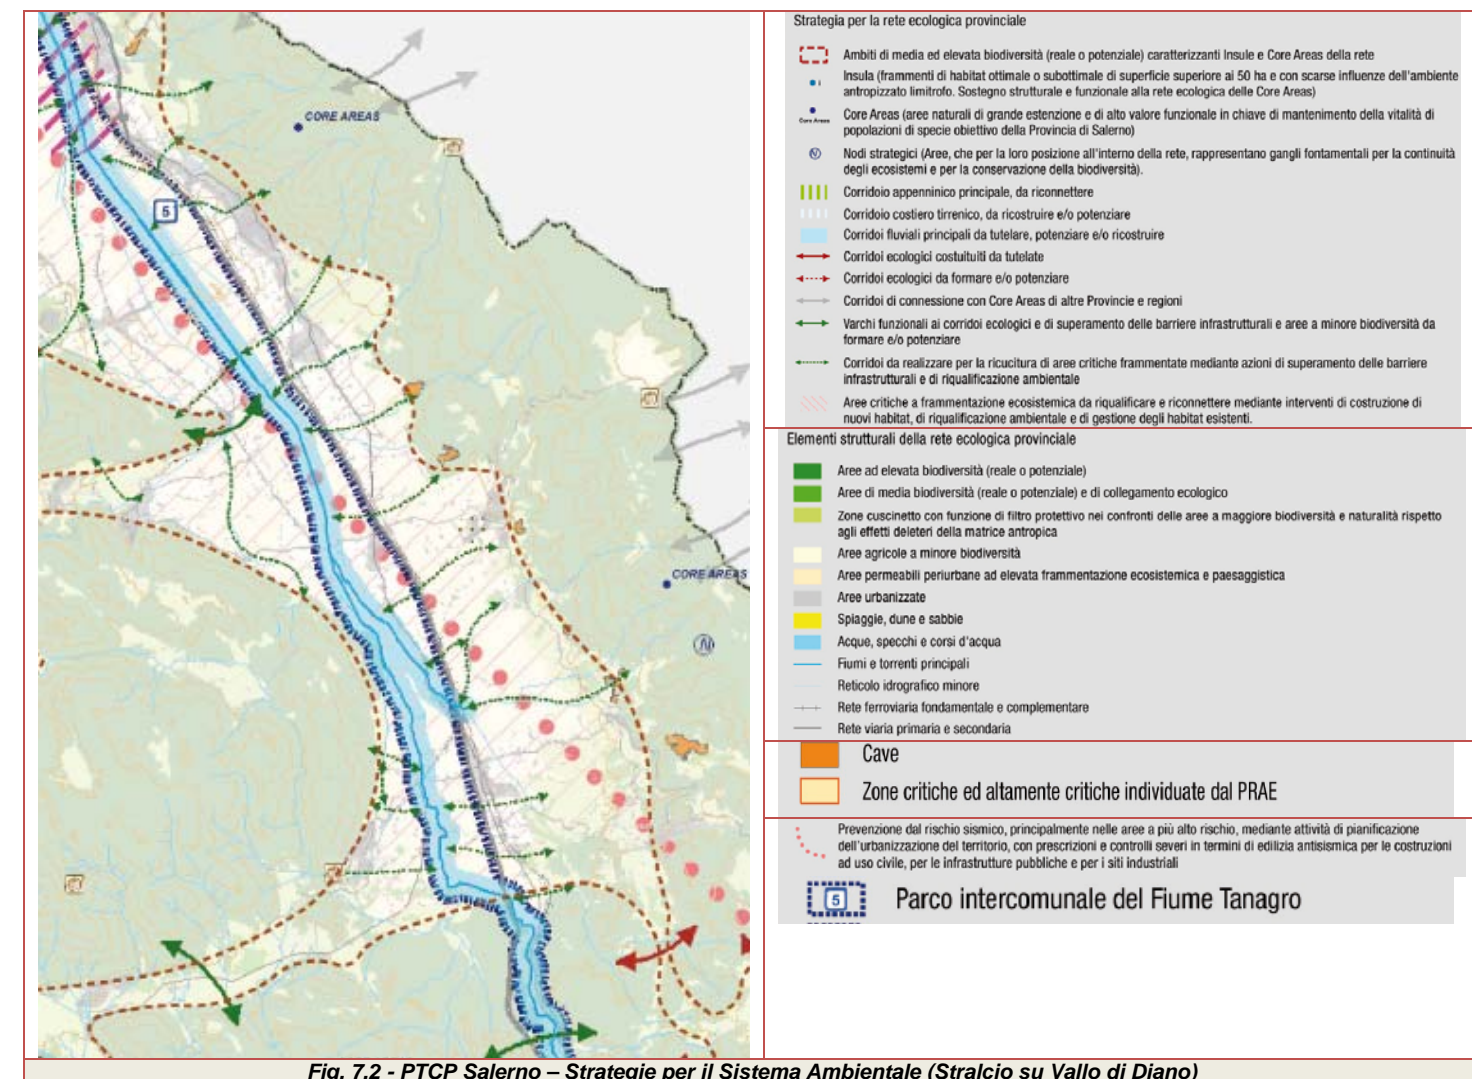 CORE AREAS
5
CORE AREAS
N
Strategia per la rete ecologica provinciale
Ambiti di media ed elevata biodiversità (reale o potenziale) caratterizzanti Insule e Core Areas della rete
Insula (frammenti di habitat ottimale o subottimale di superficie superiore ai 50 ha e con scarse influenze dell'ambiente
antropizzato limitrofo. Sostegno strutturale e funzionale alla rete ecologica delle Core Areas)
Core Areas
Core Areas (aree naturali di grande estenzione e di alto valore funzionale in chiave di mantenimento della vitalità di
popolazioni di specie obiettivo della Provincia di Salerno)
N
Nodi strategici (Aree, che per la loro posizione all'interno della rete, rappresentano gangli fontamentali per la continuità
degli ecosistemi e per la conservazione della biodiversità).
Corridoio appenninico principale, da riconnettere
Corridoio costiero tirrenico, da ricostruire e/o potenziare
Corridoi fluviali principali da tutelare, potenziare e/o ricostruire
Corridoi ecologici costuituiti da tutelate
Corridoi ecologici da formare e/o potenziare
Corridoi di connessione con Core Areas di altre Provincie e regioni
Varchi funzionali ai corridoi ecologici e di superamento delle barriere infrastrutturali e aree a minore biodiversità da
formare e/o potenziare
Corridoi da realizzare per la ricucitura di aree critiche frammentate mediante azioni di superamento delle barriere
infrastrutturali e di riqualificazione ambientale
Aree critiche a frammentazione ecosistemica da riqualificare e riconnettere mediante interventi di costruzione di
nuovi habitat, di riqualificazione ambientale e di gestione degli habitat esistenti.
Elementi strutturali della rete ecologica provinciale
Aree ad elevata biodiversità (reale o potenziale)
Aree di media biodiversità (reale o potenziale) e di collegamento ecologico
Zone cuscinetto con funzione di filtro protettivo nei confronti delle aree a maggiore biodiversità e naturalità rispetto
agli effetti deleteri della matrice antropica
Aree agricole a minore biodiversità
Aree permeabili periurbane ad elevata frammentazione ecosistemica e paesaggistica
Aree urbanizzate
Spiaggie, dune e sabbie
Acque, specchi e corsi d'acqua
Fiumi e torrenti principali
Reticolo idrografico minore
Rete ferroviaria fondamentale e complementare
Rete viaria primaria e secondaria
Cave
Zone critiche ed altamente critiche individuate dal PRAE
Prevenzione dal rischio sismico, principalmente nelle aree a più alto rischio, mediante attività di pianificazione
dell'urbanizzazione del territorio, con prescrizioni e controlli severi in termini di edilizia antisismica per le costruzioni
ad uso civile, per le infrastrutture pubbliche e per i siti industriali
5
Parco intercomunale del Fiume Tanagro
Fig. 7.2 - PTCP Salerno – Strategie per il Sistema Ambientale (Stralcio su Vallo di Diano)